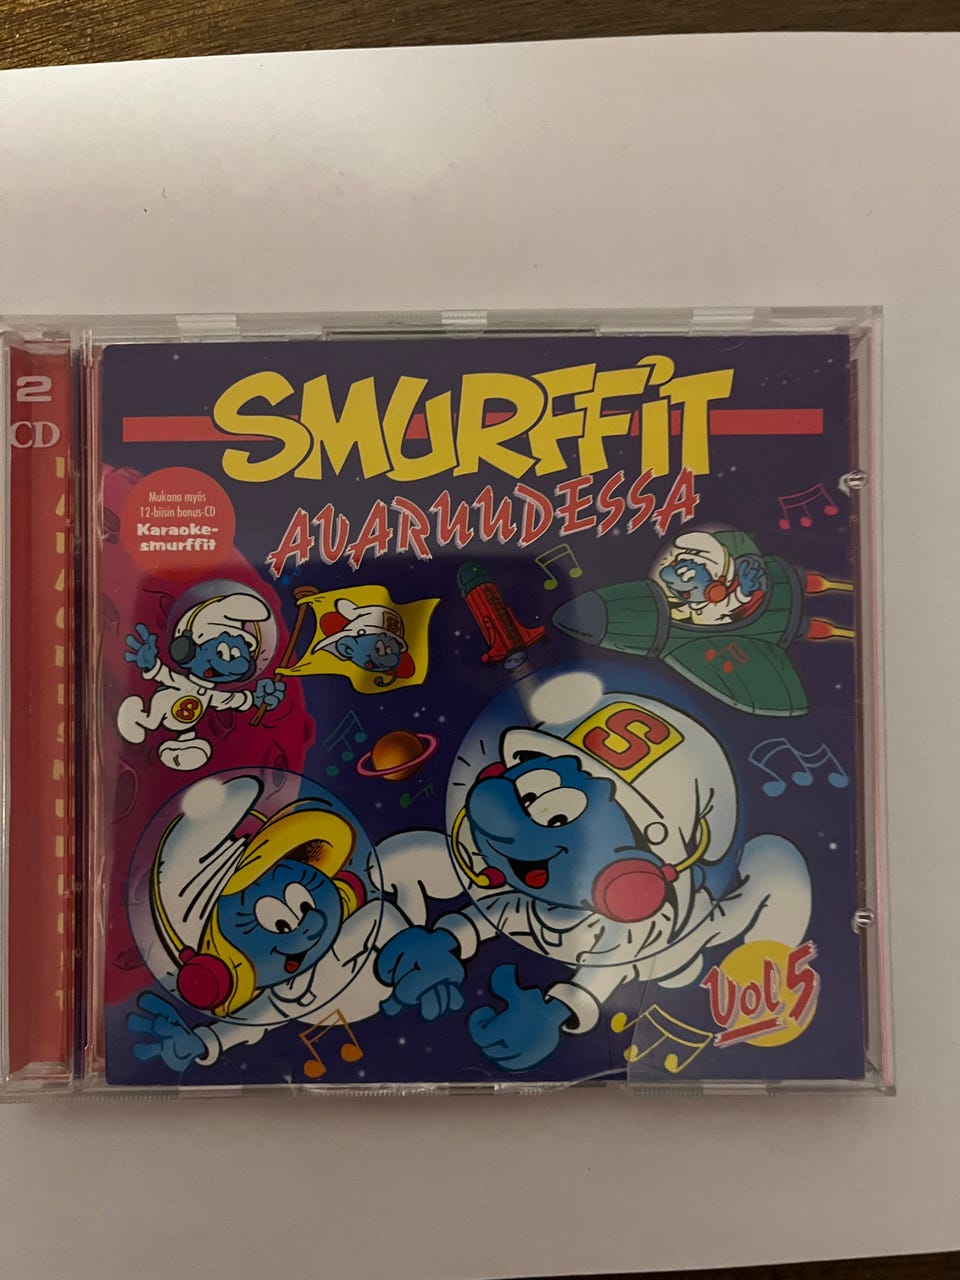 2
CD
SMURFFiT
AVARUUDESSA
Mukana myös
12-biisin bonus-CD
Karaoke-
smurffit
S
S
S
Vol 5